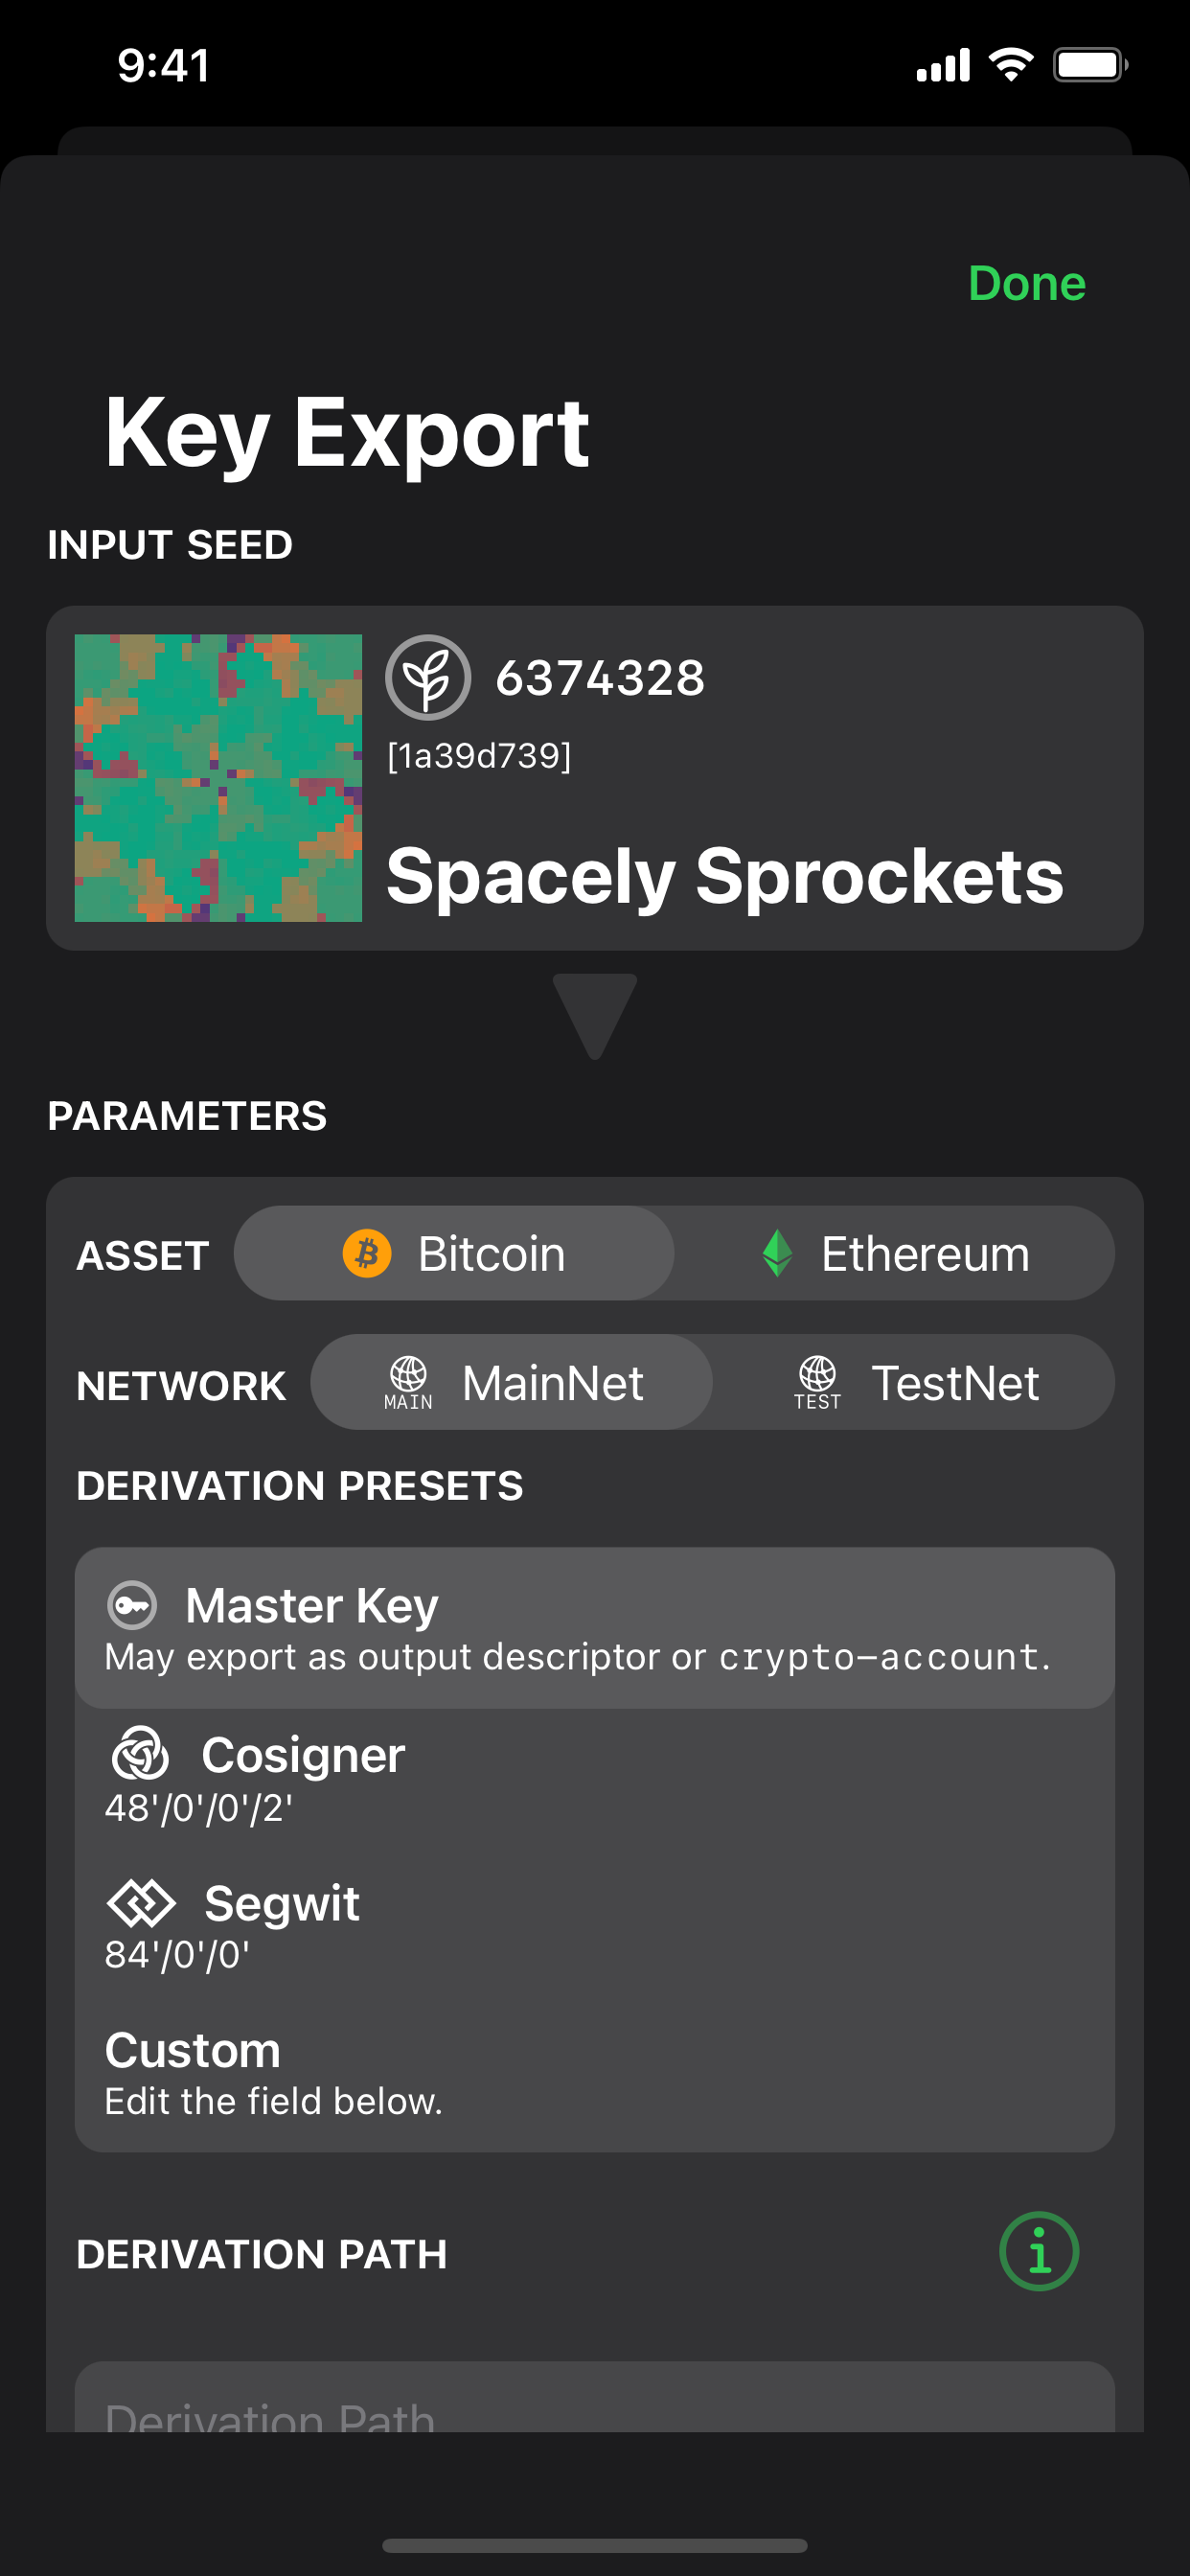 9:41
Done
Key Export
INPUT SEED
6374328
[1a39d739]
Spacely Sprockets
PARAMETERS
ASSET Bitcoin Ethereum
NETWORK MAIN MainNet TEST TestNet
DERIVATION PRESETS
Master Key
May export as output descriptor or crypto-account.
Cosigner
48'/0'/0'/2'
Segwit
84'/0'/0'
Custom
Edit the field below.
DERIVATION PATH
Derivation Path